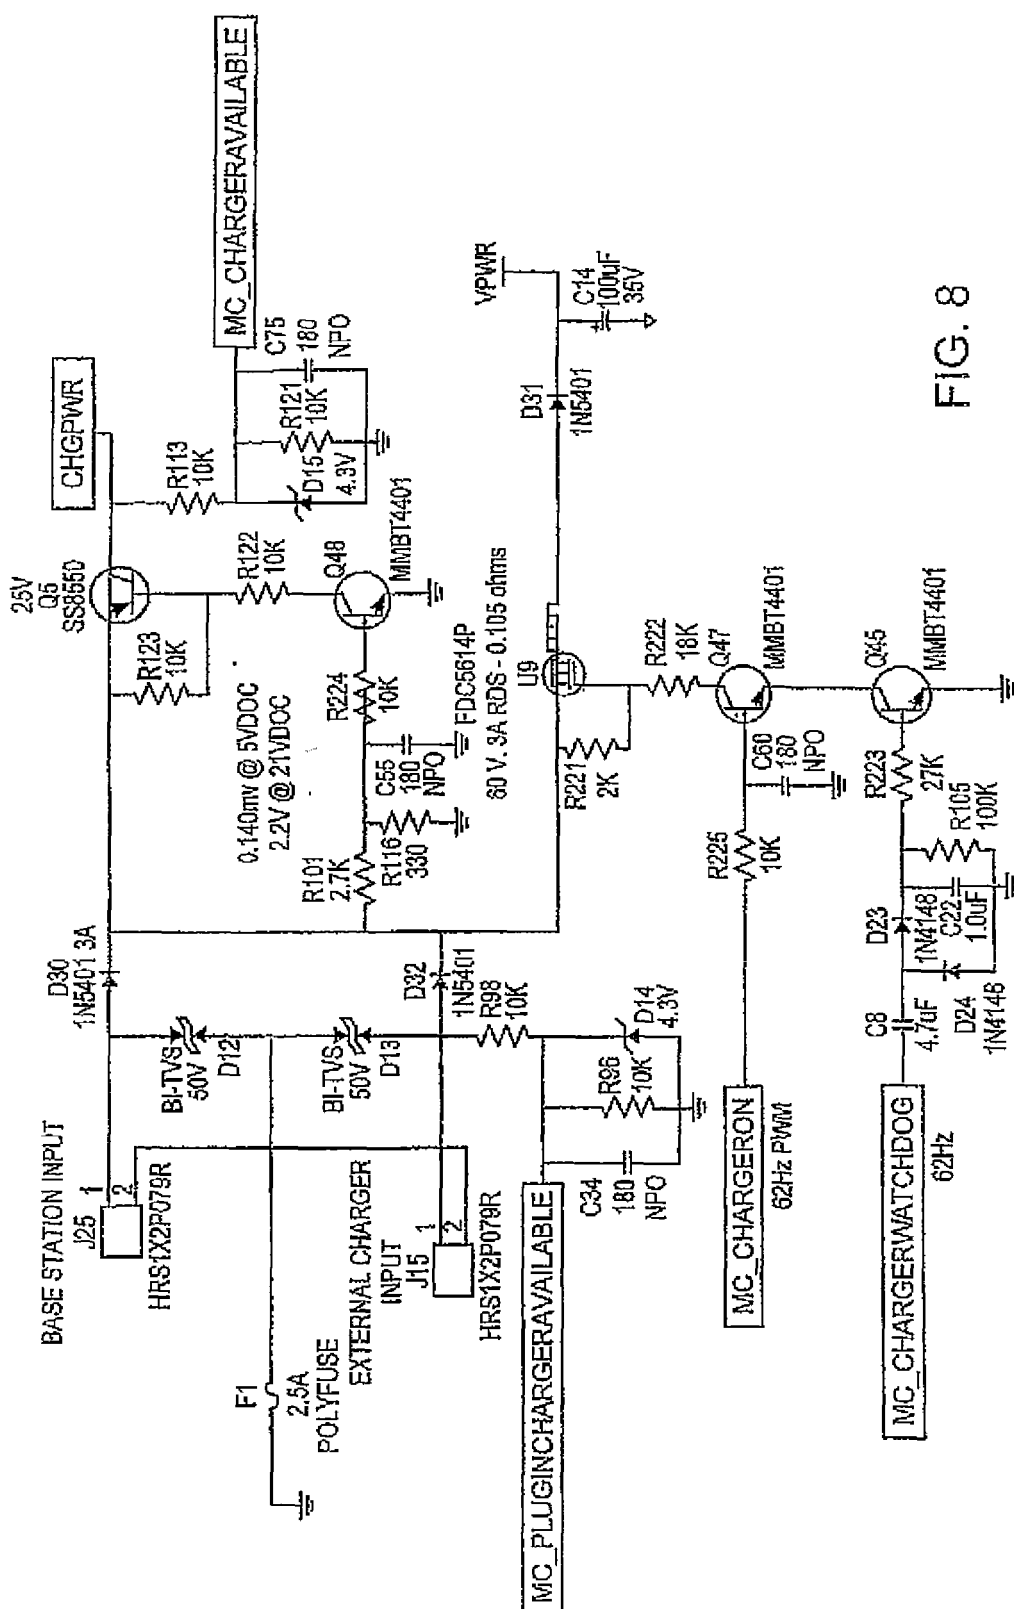 BASE STATION INPUT
J25
1
2
HRS1X2P079R
D30
1N5401 3A
BI-TVS
50V
D12
BI-TVS
50V
D13
F1
2.5A
POLYFUSE
EXTERNAL CHARGER
INPUT
J15
1
2
HRS1X2P079R
D32
1N5401
R98
10K
D14
4.3V
R96
10K
C34
180
NPO
MC_PLUGINCHARGERAVAILABLE
25V
Q5
SS8550
R123
10K
CHGPWR
R113
10K
MC_CHARGERAVAILABLE
C75
180
NPO
R121
10K
D15
4.3V
R122
10K
Q48
MMBT4401
0.140mv @ 5VDOC
2.2V @ 21VDOC
R224
10K
C55
180
NPO
R101
2.7K
R116
330
FDC5614P
60 V. 3A RDS - 0.105 ohms
U9
R221
2K
R222
18K
D31
1N5401
VPWR
C14
100uF
35V
Q47
MMBT4401
C60
180
NPO
R225
10K
MC_CHARGERON
62Hz PWM
Q45
MMBT4401
R223
27K
R105
100K
D23
1N4148
C22
1.0uF
C8
4.7uF
D24
1N4148
MC_CHARGERWATCHDOG
62Hz
FIG. 8